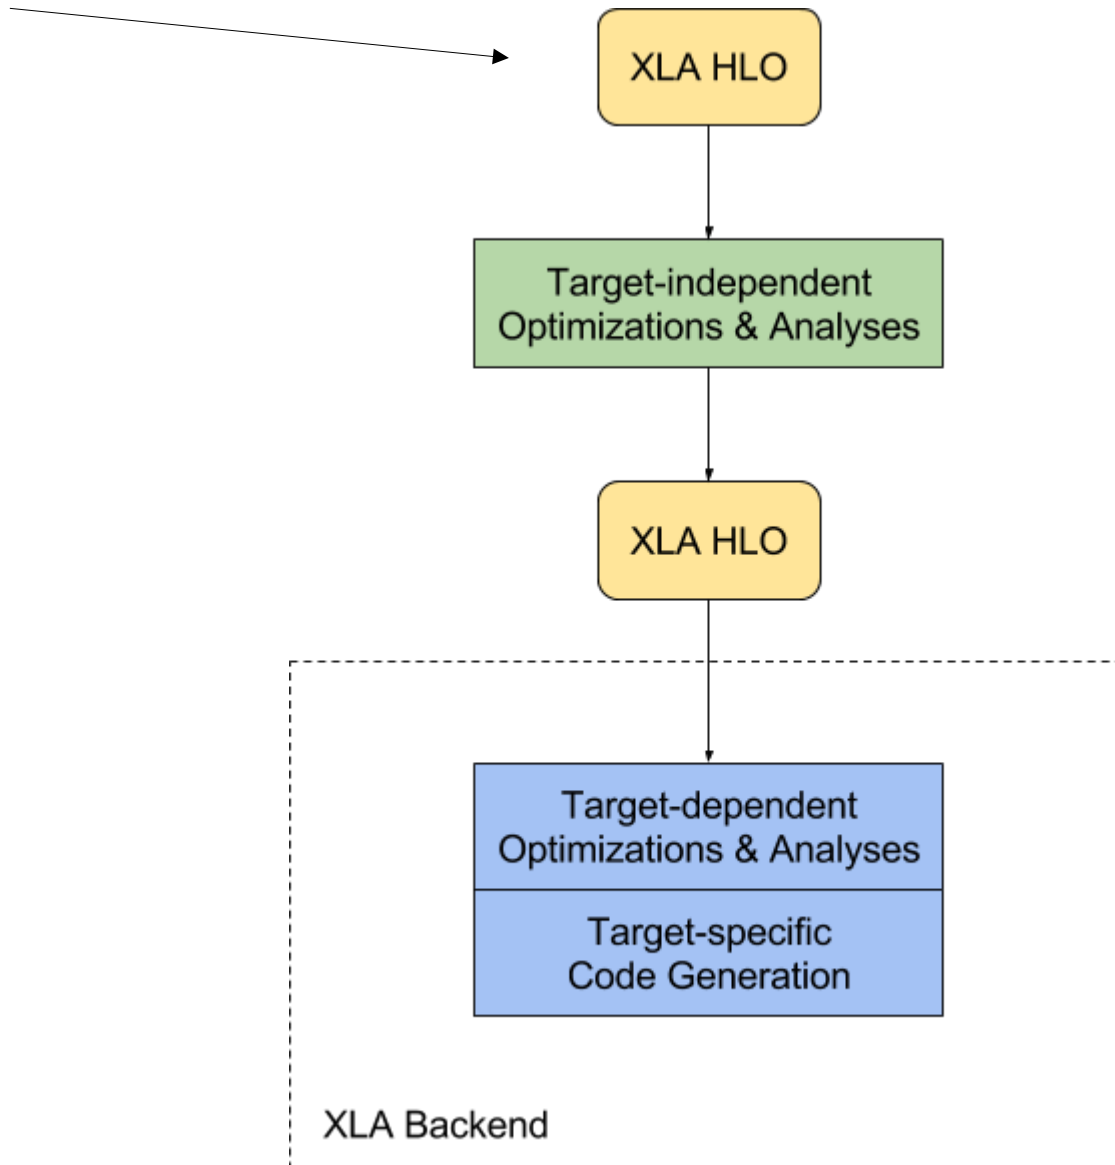 XLA HLO
Target-independent
Optimizations & Analyses
XLA HLO
Target-dependent
Optimizations & Analyses
Target-specific
Code Generation
XLA Backend